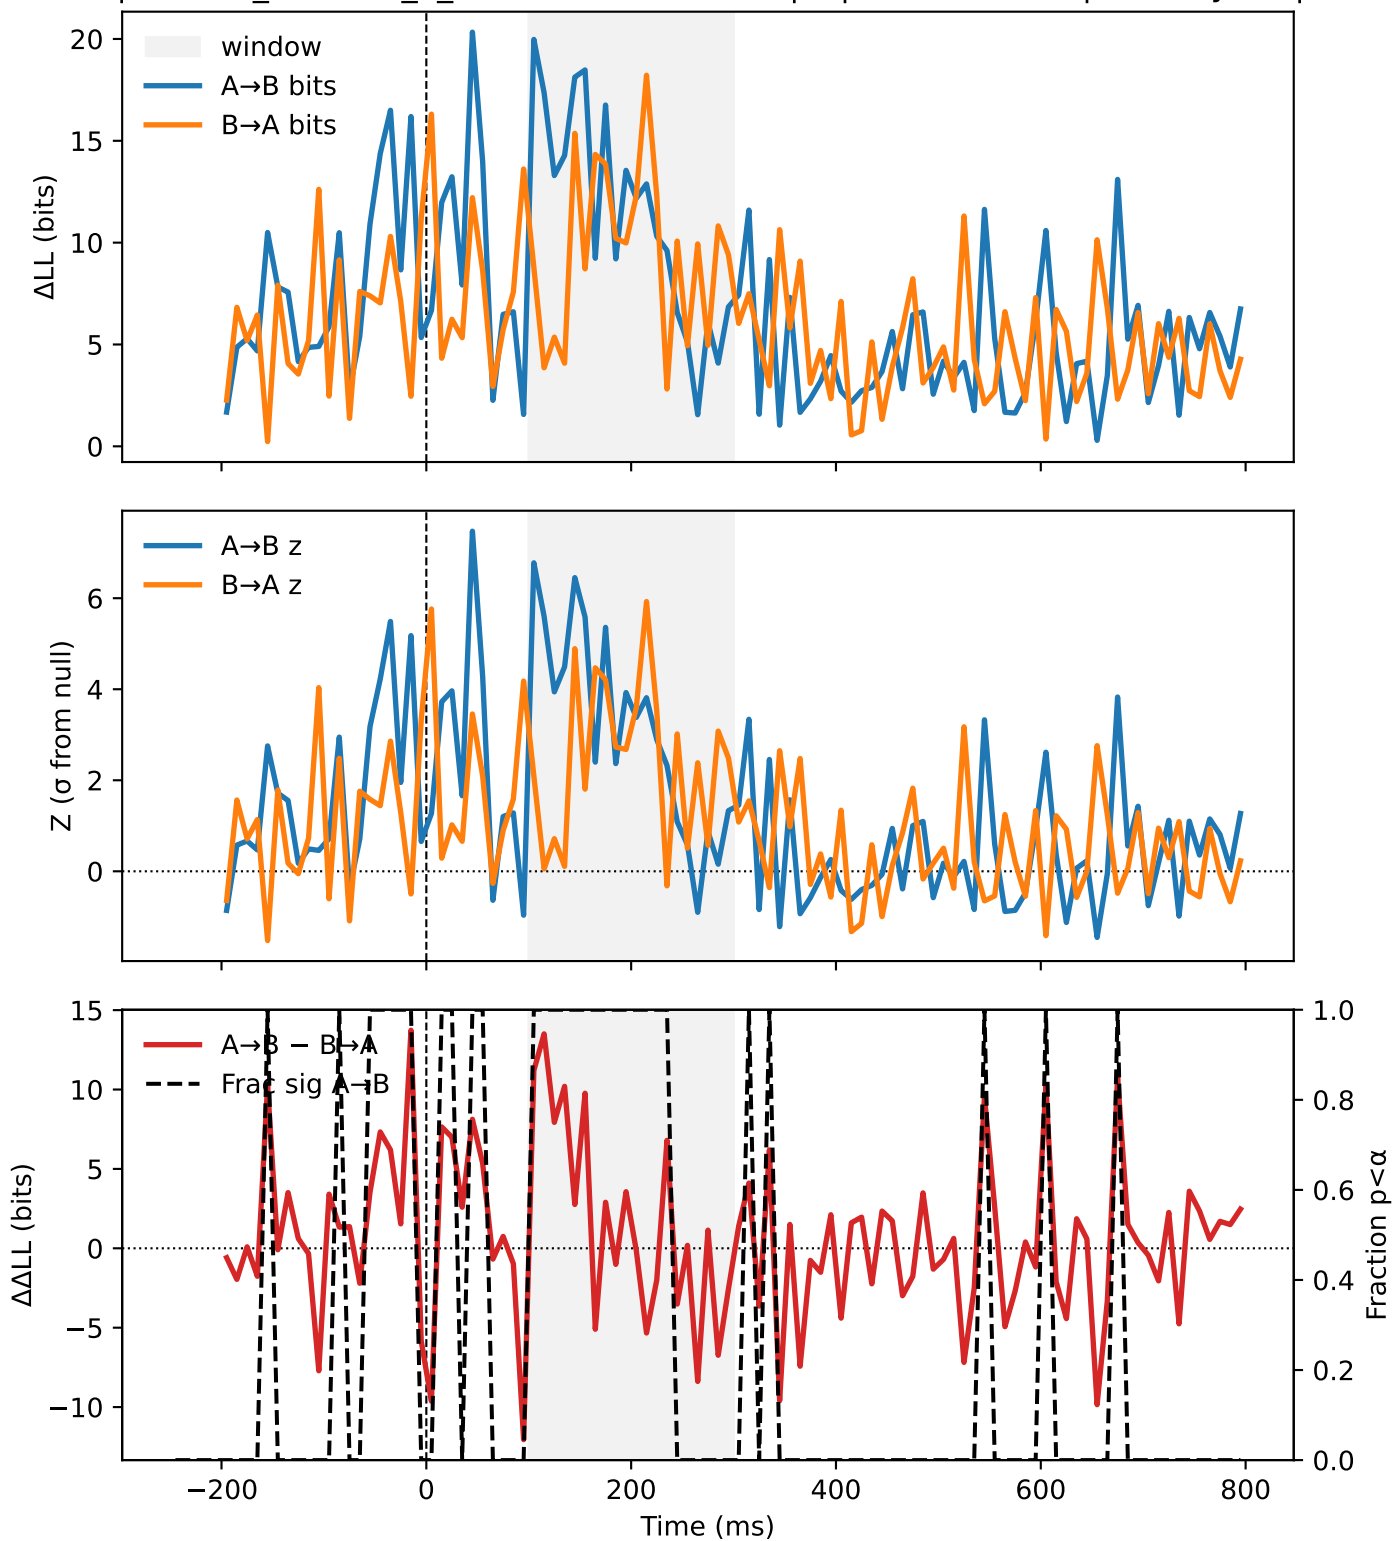 20
15
10
5
0
ΔLL (bits)
window
A→B bits
B→A bits
6
4
2
0
Z (σ from null)
A→B z
B→A z
15
10
5
0
−5
−10
ΔΔLL (bits)
A→B − B→A
Frac sig A→B
1.0
0.8
0.6
0.4
0.2
0.0
Fraction p<α
−200 0 200 400 600 800
Time (ms)